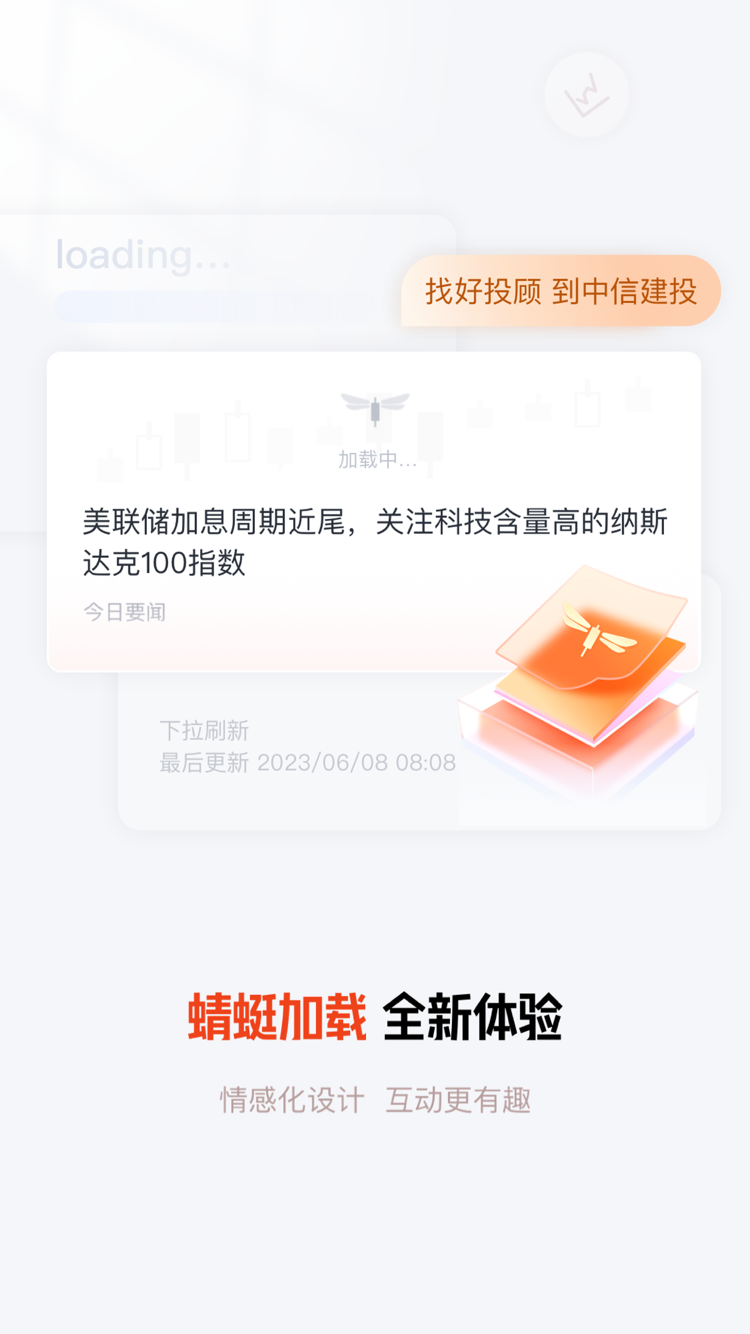 loading...
找好投顾 到中信建投
加载中...
美联储加息周期近尾，关注科技含量高的纳斯
达克100指数
今日要闻
下拉刷新
最后更新 2023/06/08 08:08
蜻蜓加载 全新体验
情感化设计 互动更有趣